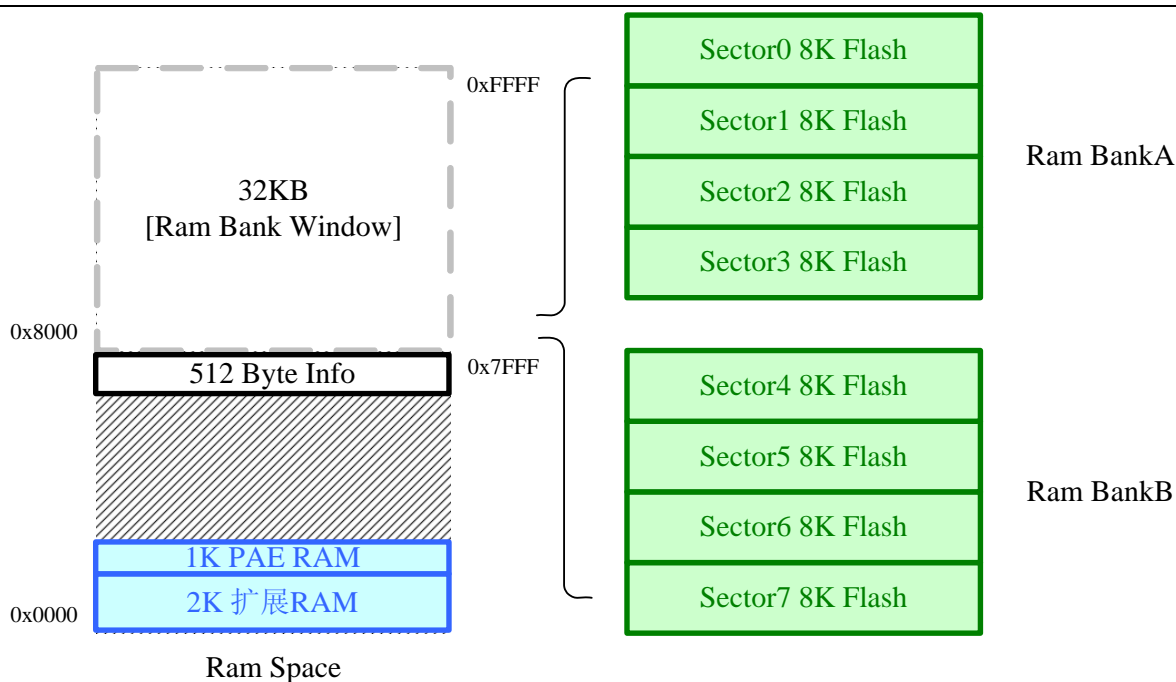 0xFFFF
32KB
[Ram Bank Window]
0x8000
0x7FFF
512 Byte Info
1K PAE RAM
2K 扩展RAM
0x0000
Ram Space
Sector0 8K Flash
Sector1 8K Flash
Sector2 8K Flash
Sector3 8K Flash
Ram BankA
Sector4 8K Flash
Sector5 8K Flash
Sector6 8K Flash
Sector7 8K Flash
Ram BankB